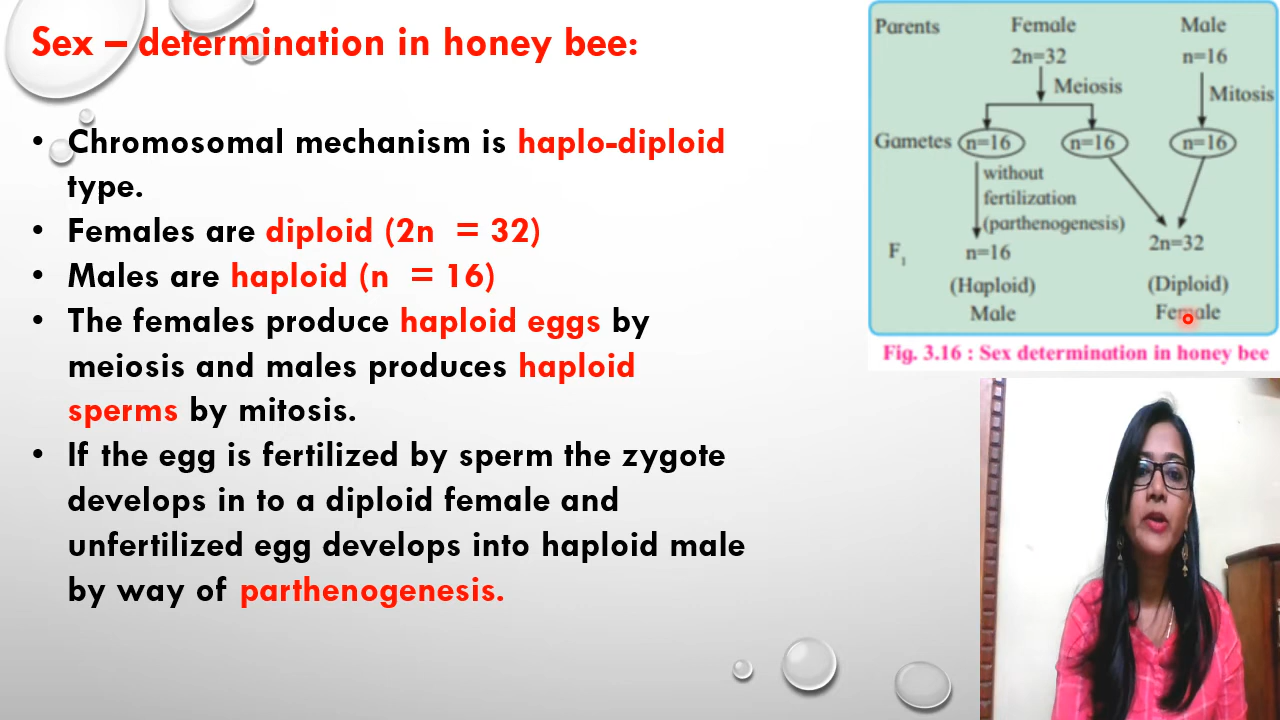 Sex – determination in honey bee:
• Chromosomal mechanism is haplo-diploid
type.
• Females are diploid (2n = 32)
• Males are haploid (n = 16)
• The females produce haploid eggs by
meiosis and males produces haploid
sperms by mitosis.
• If the egg is fertilized by sperm the zygote
develops in to a diploid female and
unfertilized egg develops into haploid male
by way of parthenogenesis.
Parents Female Male
2n=32 n=16
Meiosis Mitosis
Gametes n=16 n=16 n=16
without
fertilization
(parthenogenesis)
F1 n=16 2n=32
(Haploid) (Diploid)
Male Female
Fig. 3.16 : Sex determination in honey bee